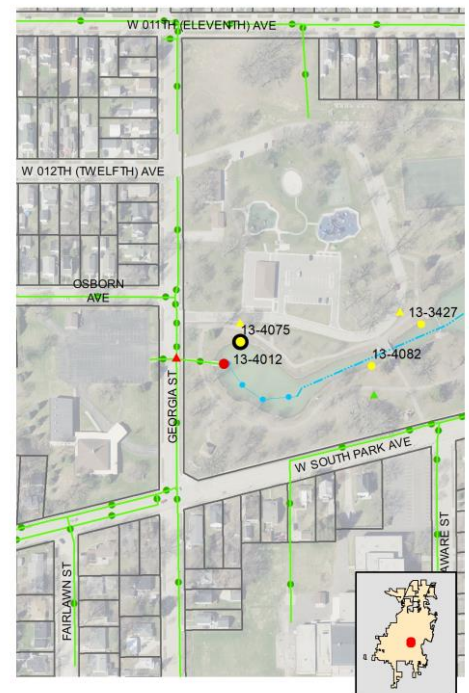 W 011TH (ELEVENTH) AVE
W 012TH (TWELFTH) AVE
OSBORN
AVE
13-3427
13-4075
13-4012
13-4082
GEORGIA ST
W SOUTH PARK AVE
FAIRLAWN ST
AWARE ST